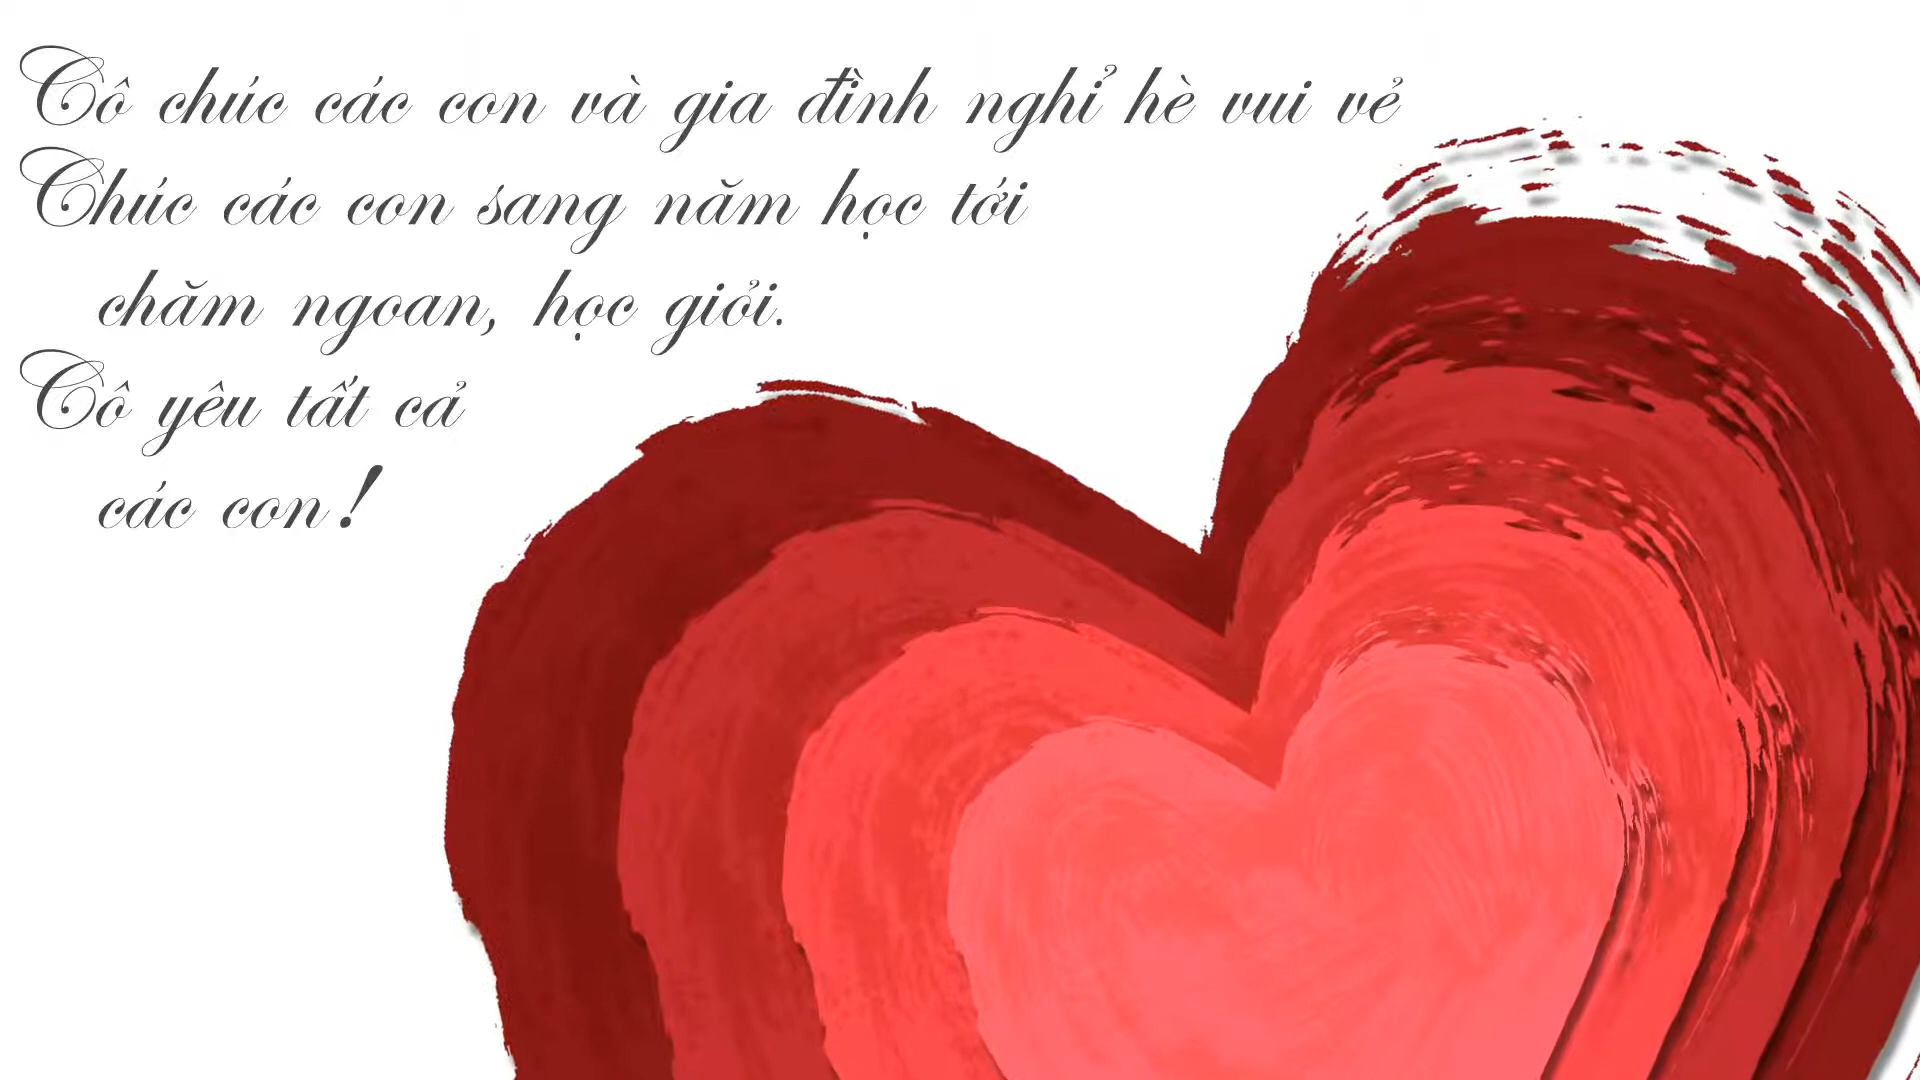 Cô chúc các con và gia đình nghỉ hè vui vẻ
Chúc các con sang năm học tới
chăm ngoan, học giỏi.
Cô yêu tất cả
các con!